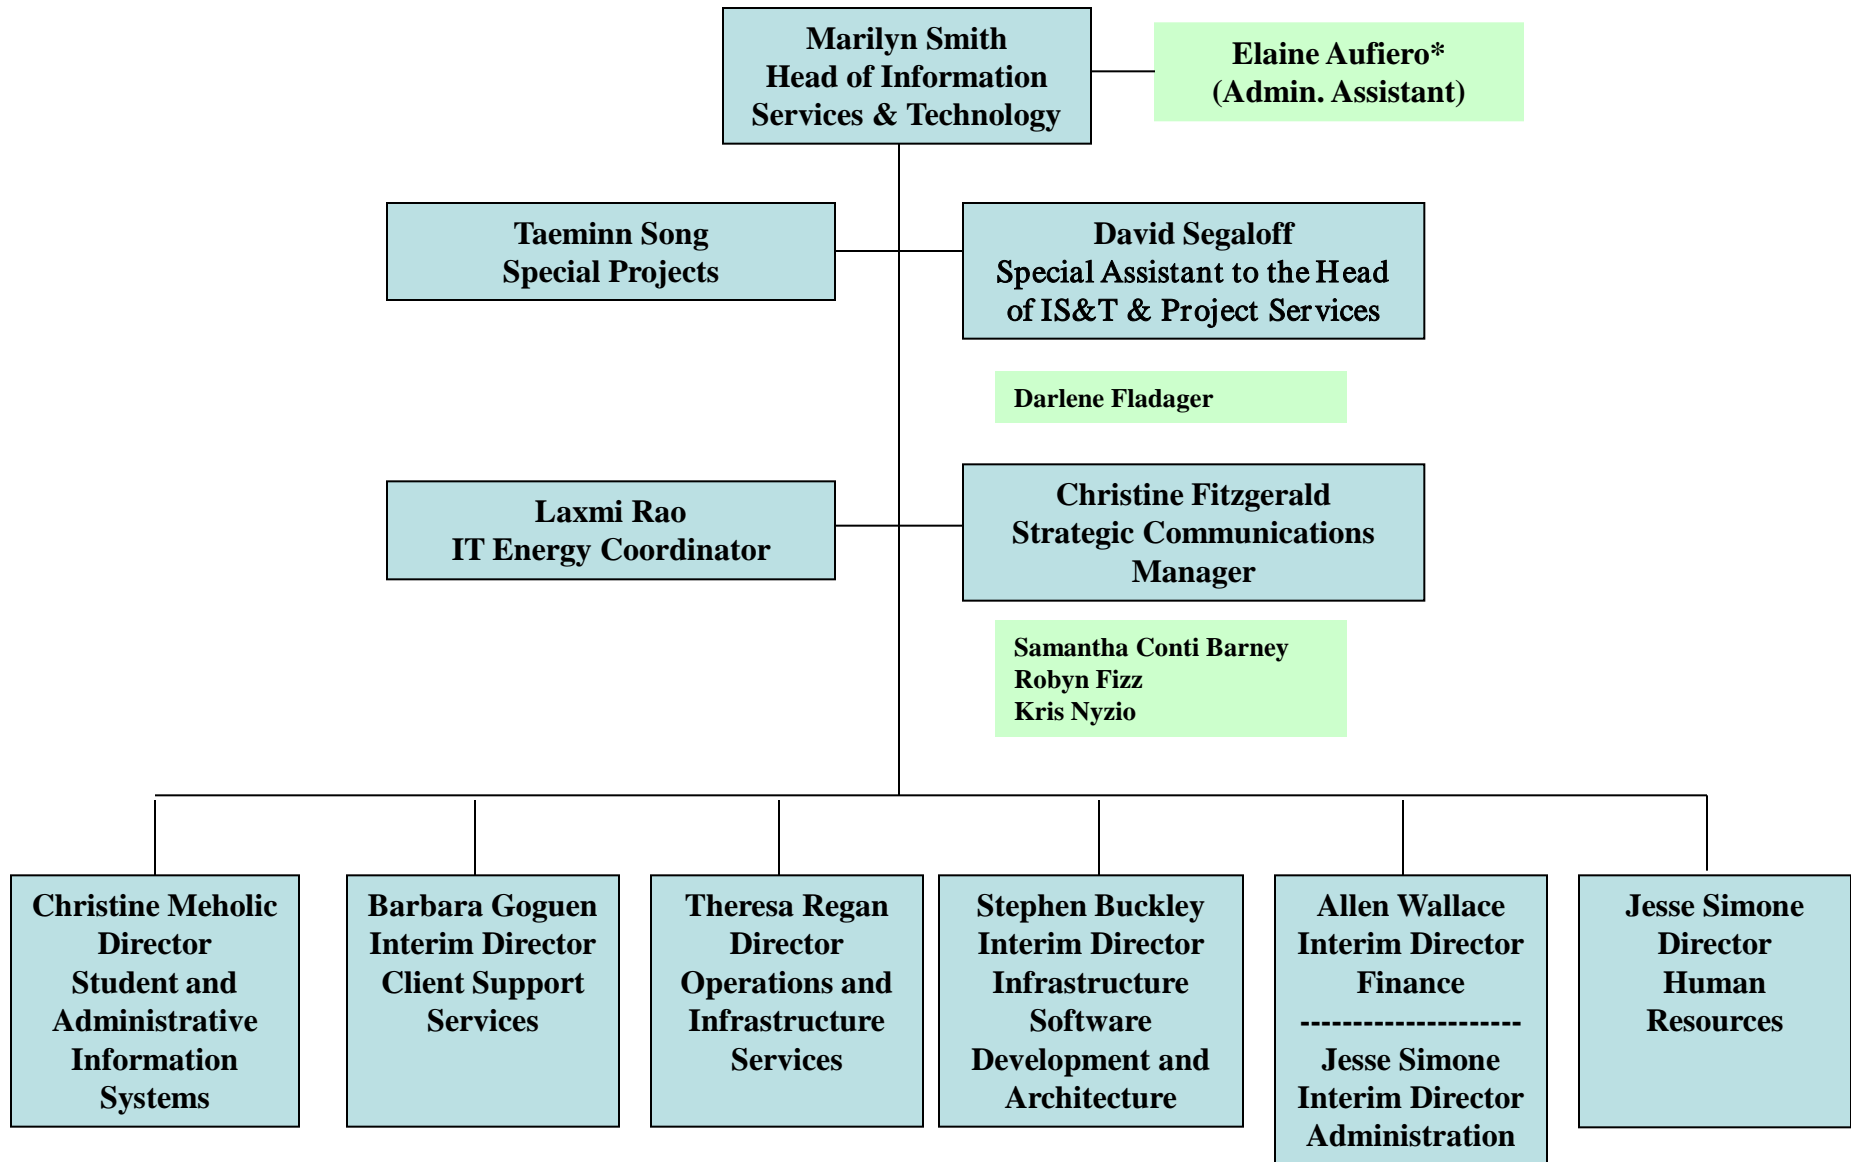 Marilyn Smith
Head of Information
Services & Technology
Elaine Aufiero*
(Admin. Assistant)
Taeminn Song
Special Projects
David Segaloff
Special Assistant to the Head
of IS&T & Project Services
Darlene Fladager
Laxmi Rao
IT Energy Coordinator
Christine Fitzgerald
Strategic Communications
Manager
Samantha Conti Barney
Robyn Fizz
Kris Nyzio
Christine Meholic
Director
Student and
Administrative
Information
Systems
Barbara Goguen
Interim Director
Client Support
Services
Theresa Regan
Director
Operations and
Infrastructure
Services
Stephen Buckley
Interim Director
Infrastructure
Software
Development and
Architecture
Allen Wallace
Interim Director
Finance
---------------------
Jesse Simone
Interim Director
Administration
Jesse Simone
Director
Human
Resources